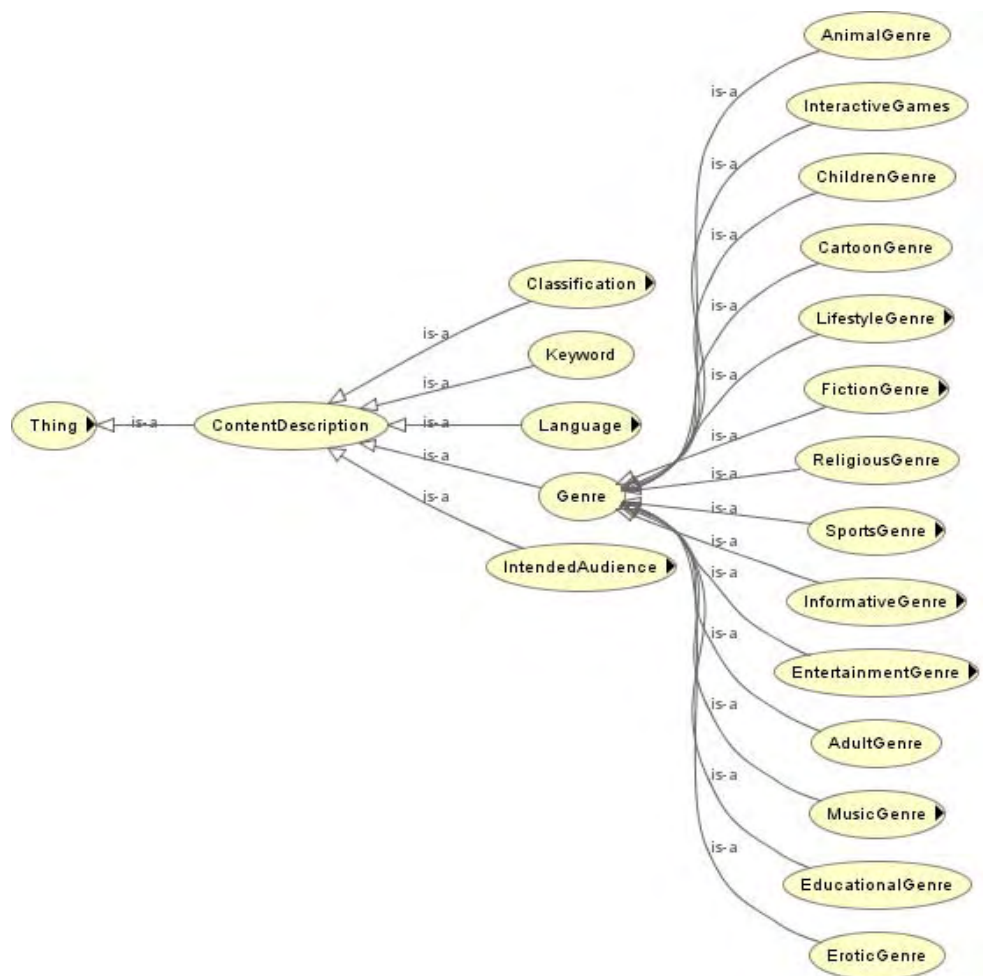 AnimalGenre
is-a
InteractiveGames
is-a
ChildrenGenre
is-a
CartoonGenre
Classification
is-a
LifestyleGenre
is-a
Keyword
is-a
is-a
FictionGenre
Thing
is-a
ContentDescription
is-a
Language
is-a
is-a
ReligiousGenre
Genre
is-a
is-a
SportsGenre
is-a
IntendedAudience
is-a
InformativeGenre
is-a
EntertainmentGenre
is-a
AdultGenre
is-a
MusicGenre
is-a
EducationalGenre
EroticGenre